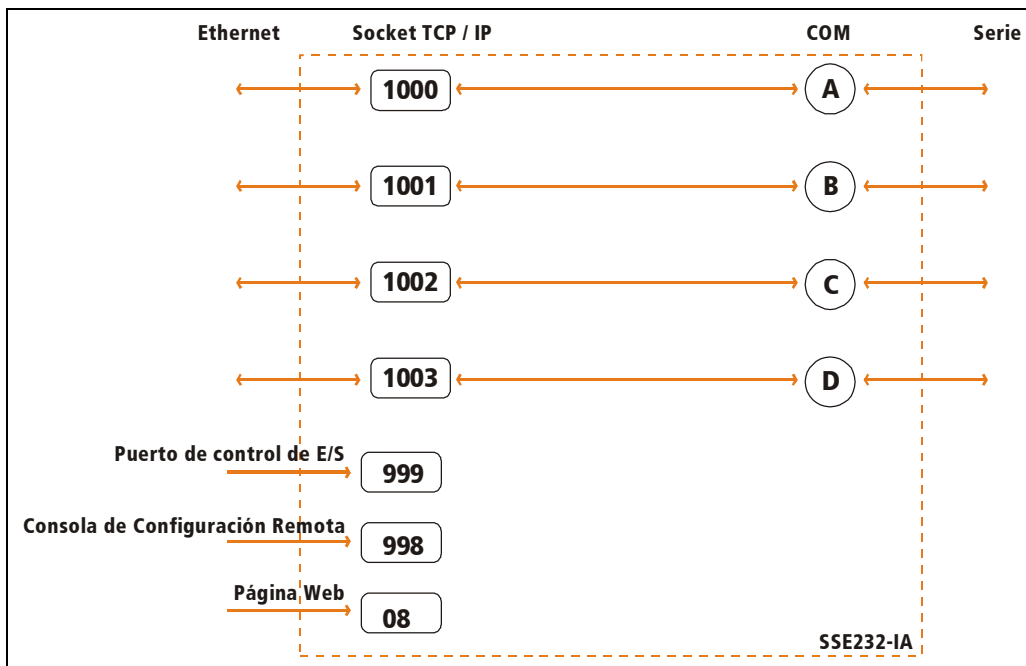 Ethernet Socket TCP / IP COM Serie
1000 A
1001 B
1002 C
1003 D
Puerto de control de E/S
999
Consola de Configuración Remota
998
Página Web
08
SSE232-IA